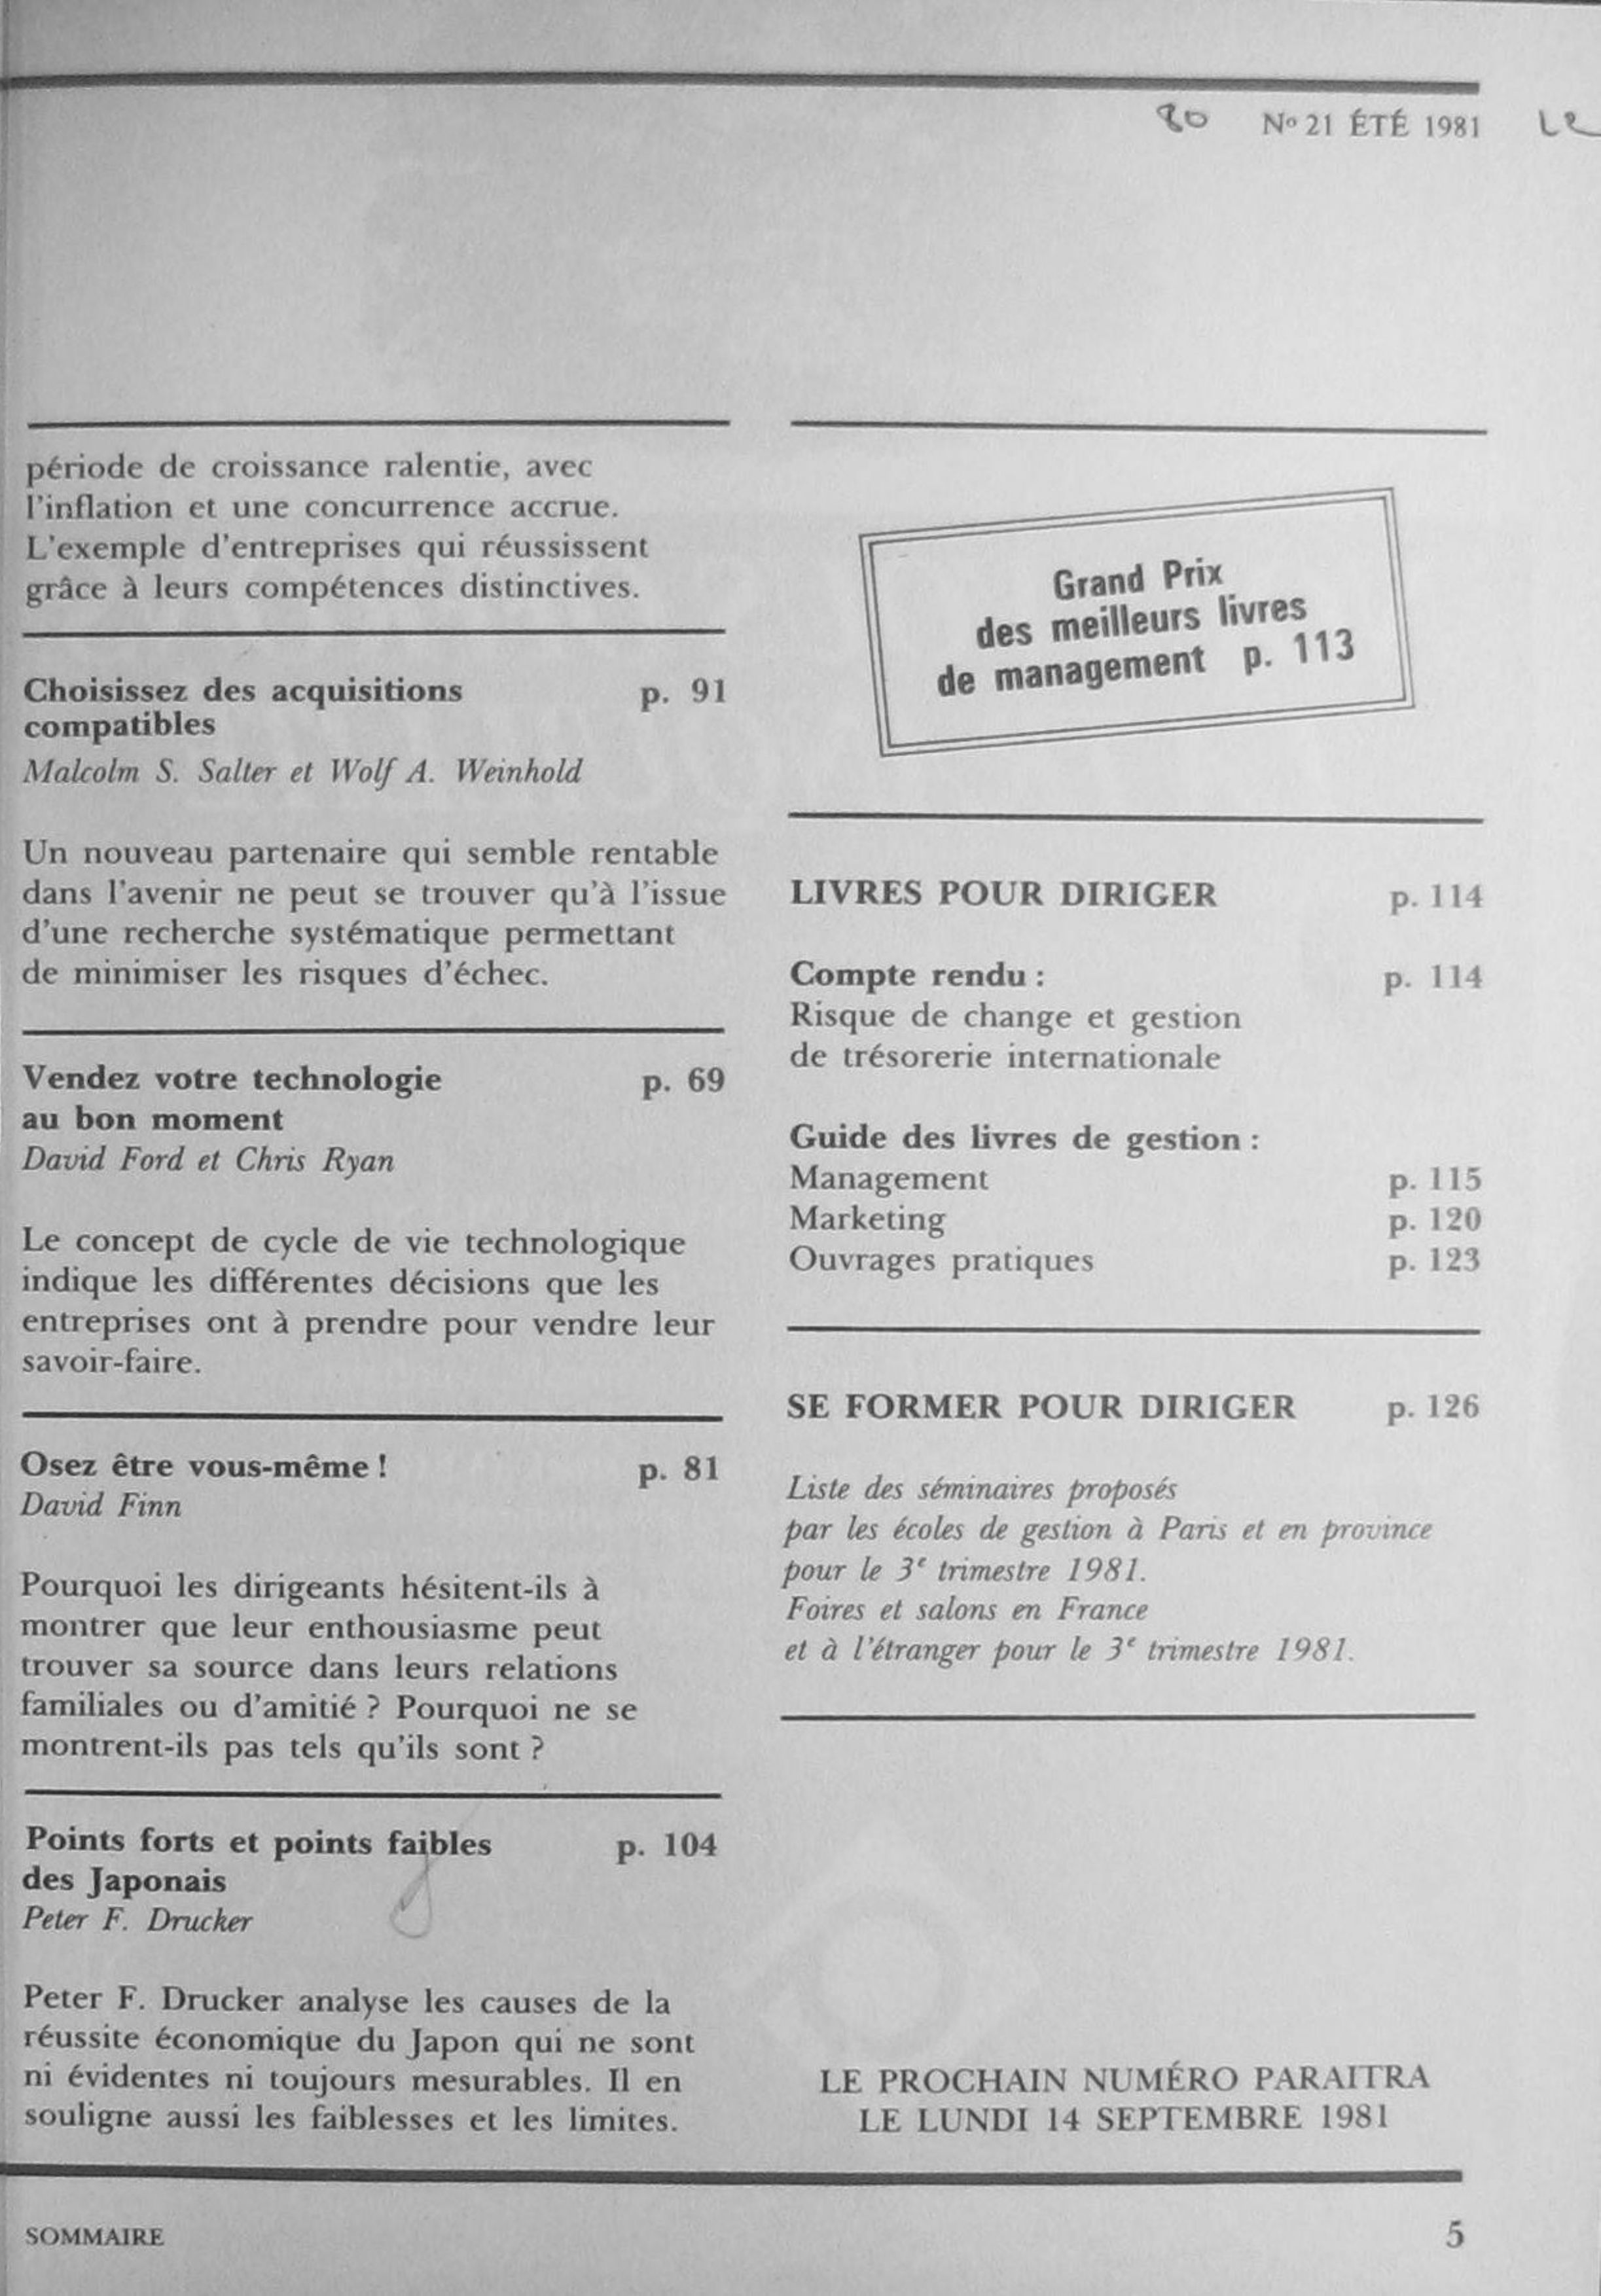 80 Nº 21 ÉTÉ 1981
période de croissance ralentie, avec
l'inflation et une concurrence accrue.
L'exemple d'entreprises qui réussissent
grâce à leurs compétences distinctives.
Choisissez des acquisitions p. 91
compatibles
Malcolm S. Salter et Wolf A. Weinhold
Un nouveau partenaire qui semble rentable
dans l'avenir ne peut se trouver qu'à l'issue
d'une recherche systématique permettant
de minimiser les risques d'échec.
Vendez votre technologie p. 69
au bon moment
David Ford et Chris Ryan
Le concept de cycle de vie technologique
indique les différentes décisions que les
entreprises ont à prendre pour vendre leur
savoir-faire.
Osez être vous-même ! p. 81
David Finn
Pourquoi les dirigeants hésitent-ils à
montrer que leur enthousiasme peut
trouver sa source dans leurs relations
familiales ou d'amitié ? Pourquoi ne se
montrent-ils pas tels qu'ils sont ?
Points forts et points faibles p. 104
des Japonais
Peter F. Drucker
Peter F. Drucker analyse les causes de la
réussite économique du Japon qui ne sont
ni évidentes ni toujours mesurables. Il en
souligne aussi les faiblesses et les limites.
Grand Prix
des meilleurs livres
de management p. 113
LIVRES POUR DIRIGER p. 114
Compte rendu : p. 114
Risque de change et gestion
de trésorerie internationale
Guide des livres de gestion :
Management p. 115
Marketing p. 120
Ouvrages pratiques p. 123
SE FORMER POUR DIRIGER p. 126
Liste des séminaires proposés
par les écoles de gestion à Paris et en province
pour le 3e trimestre 1981.
Foires et salons en France
et à l'étranger pour le 3e trimestre 1981.
LE PROCHAIN NUMÉRO PARAITRA
LE LUNDI 14 SEPTEMBRE 1981
SOMMAIRE 5